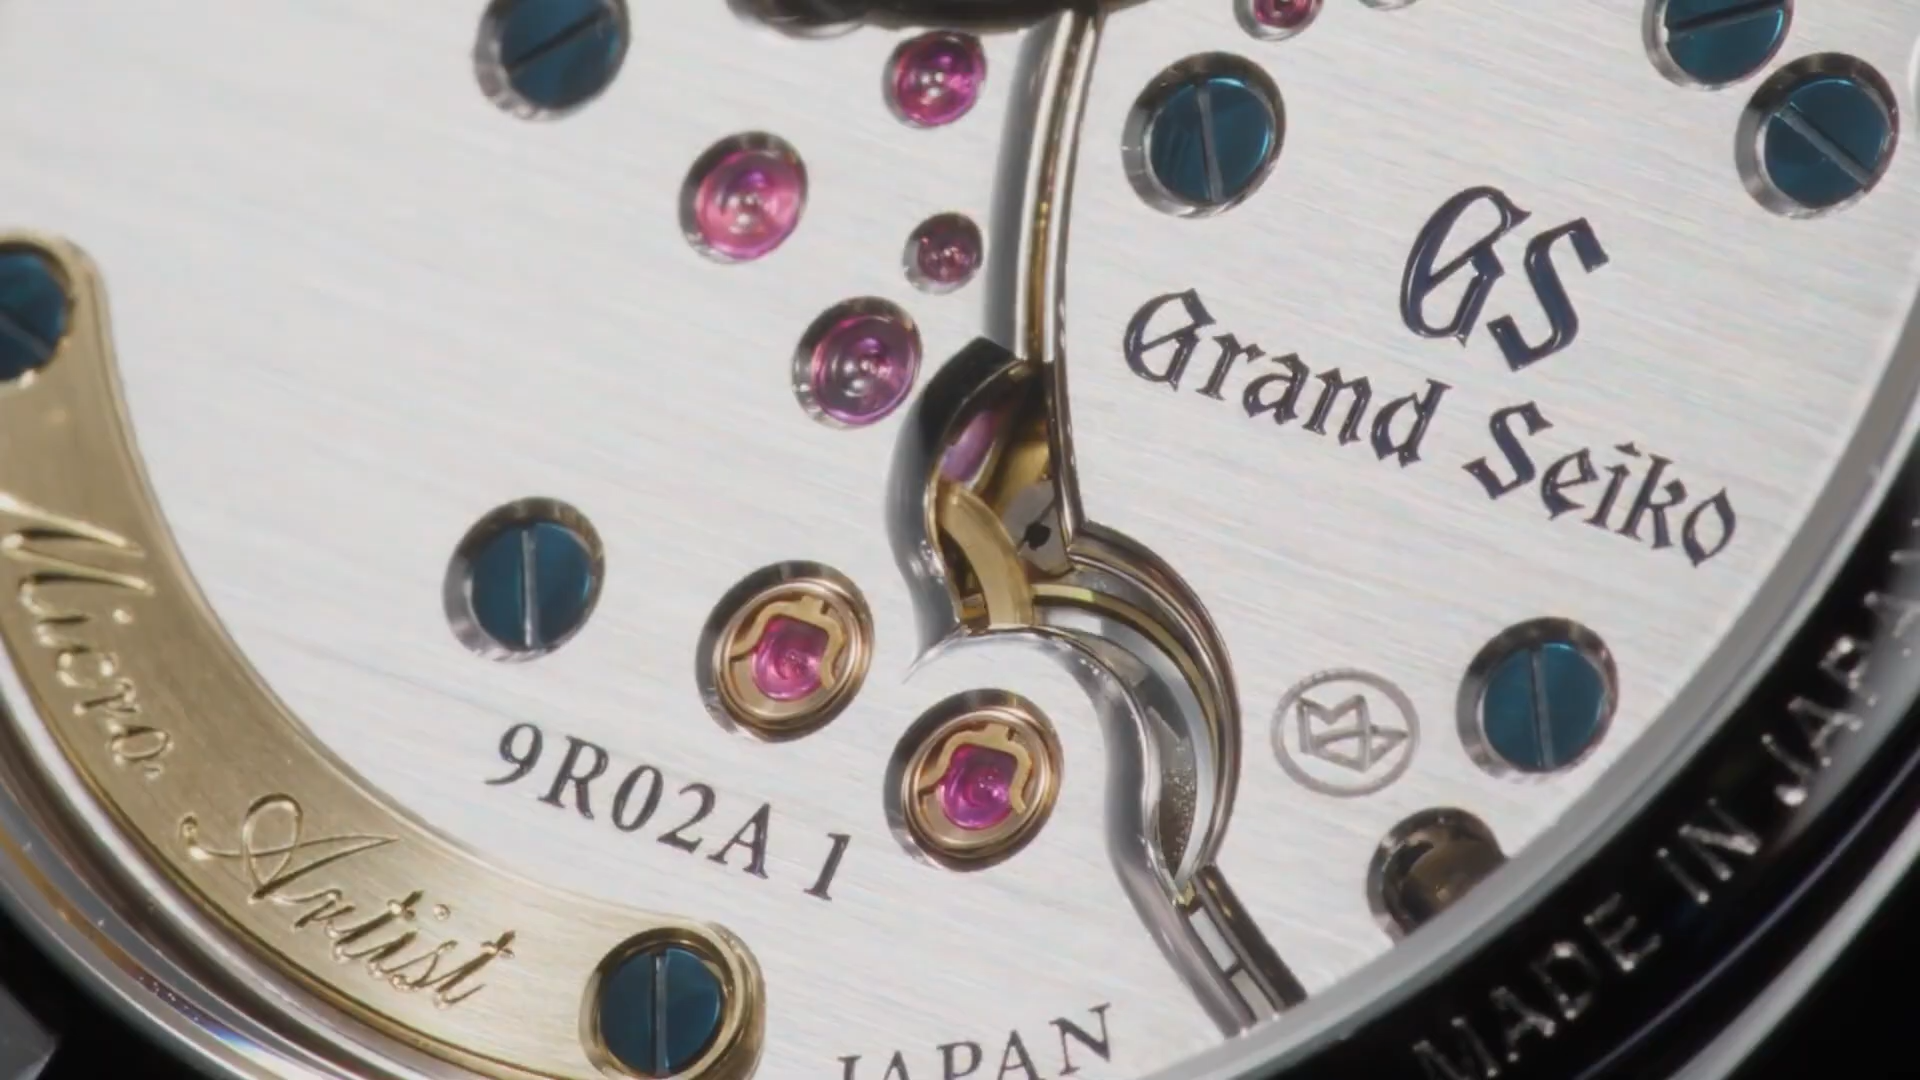 GS
Grand Seiko
Micro Artist
9R02A 1
JAPAN
MADE IN JAPAN